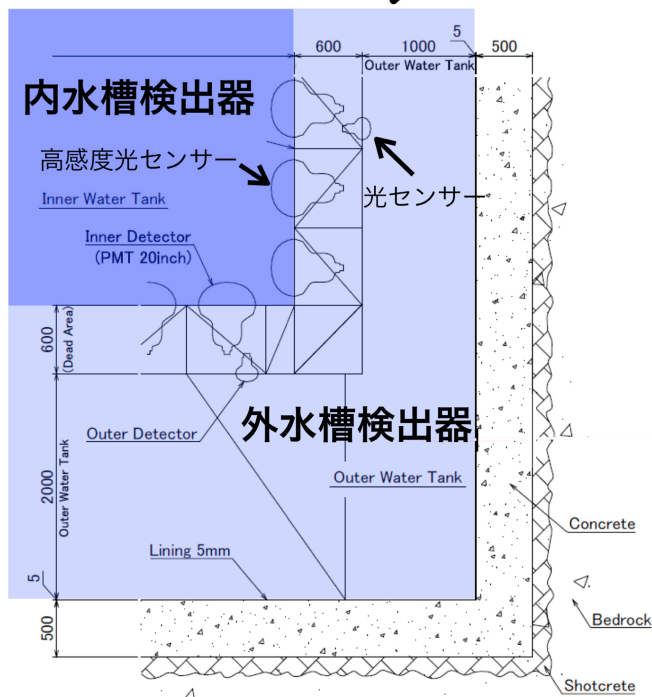 600
1000
5
500
Outer Water Tank
内水槽検出器
高感度光センサー
光センサー
Inner Water Tank
Inner Detector
(PMT 20inch)
600
(Dead Area)
Outer Detector
外水槽検出器
2000
Outer Water Tank
Outer Water Tank
Concrete
Lining 5mm
5
500
Bedrock
Shotcrete